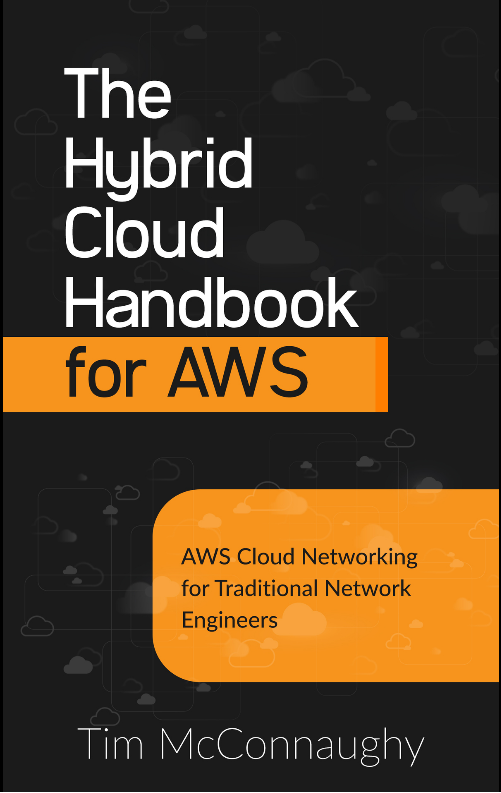 The
Hybrid
Cloud
Handbook
for AWS
AWS Cloud Networking
for Traditional Network
Engineers
Tim McConnaughy